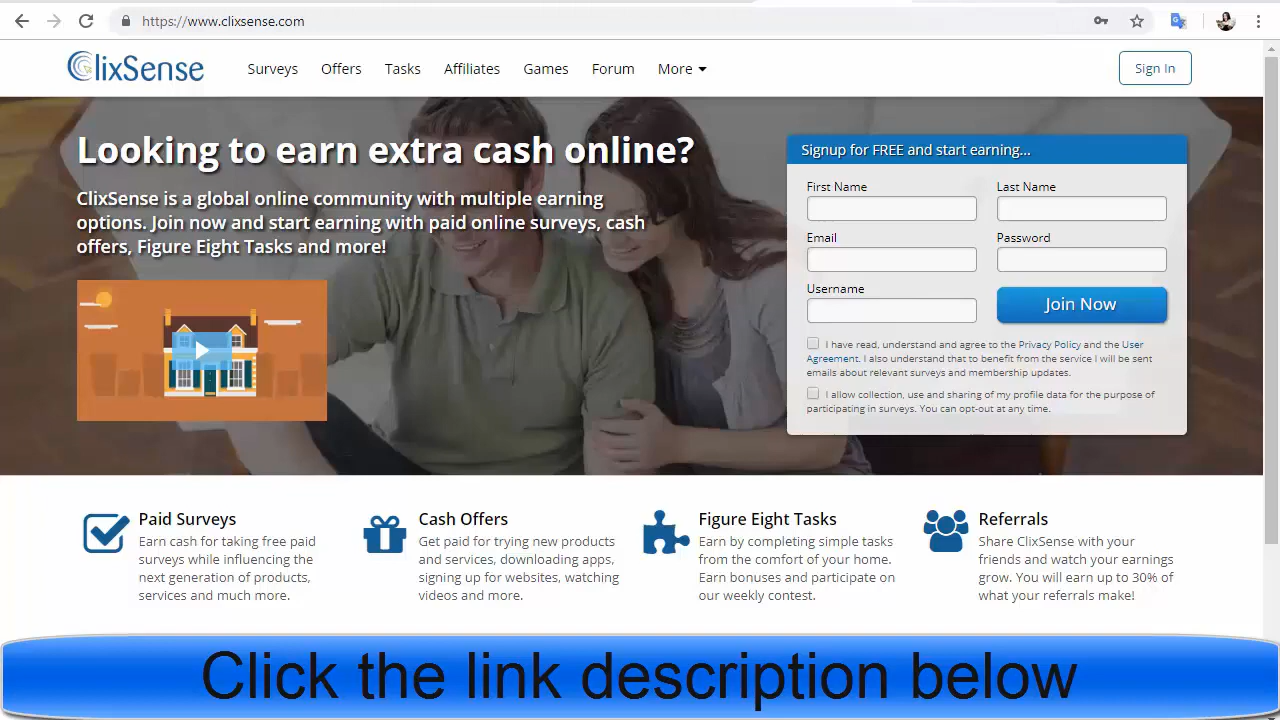 https://www.clixsense.com
ClixSense
Surveys
Offers
Tasks
Affiliates
Games
Forum
More
Sign In
Looking to earn extra cash online?
ClixSense is a global online community with multiple earning
options. Join now and start earning with paid online surveys, cash
offers, Figure Eight Tasks and more!
Signup for FREE and start earning...
First Name
Last Name
Email
Password
Username
Join Now
I have read, understand and agree to the Privacy Policy and the User
Agreement. I also understand that to benefit from the service I will be sent
emails about relevant surveys and membership updates.
I allow collection, use and sharing of my profile data for the purpose of
participating in surveys. You can opt-out at any time.
Paid Surveys
Earn cash for taking free paid
surveys while influencing the
next generation of products,
services and much more.
Cash Offers
Get paid for trying new products
and services, downloading apps,
signing up for websites, watching
videos and more.
Figure Eight Tasks
Earn by completing simple tasks
from the comfort of your home.
Earn bonuses and participate on
our weekly contest.
Referrals
Share ClixSense with your
friends and watch your earnings
grow. You will earn up to 30% of
what your referrals make!
Click the link description below